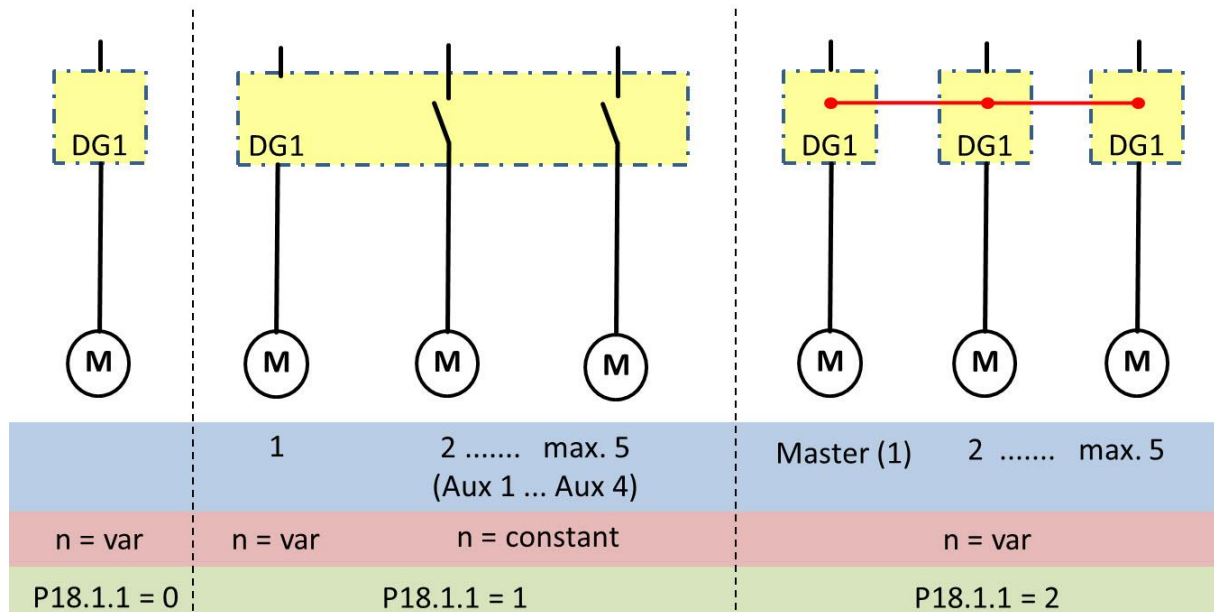 DG1 DG1 DG1 DG1 DG1
M M M M M M M
1 2 ....... max. 5 Master (1) 2 ....... max. 5
(Aux 1 ... Aux 4)
n = var n = var n = constant n = var
P18.1.1 = 0 P18.1.1 = 1 P18.1.1 = 2